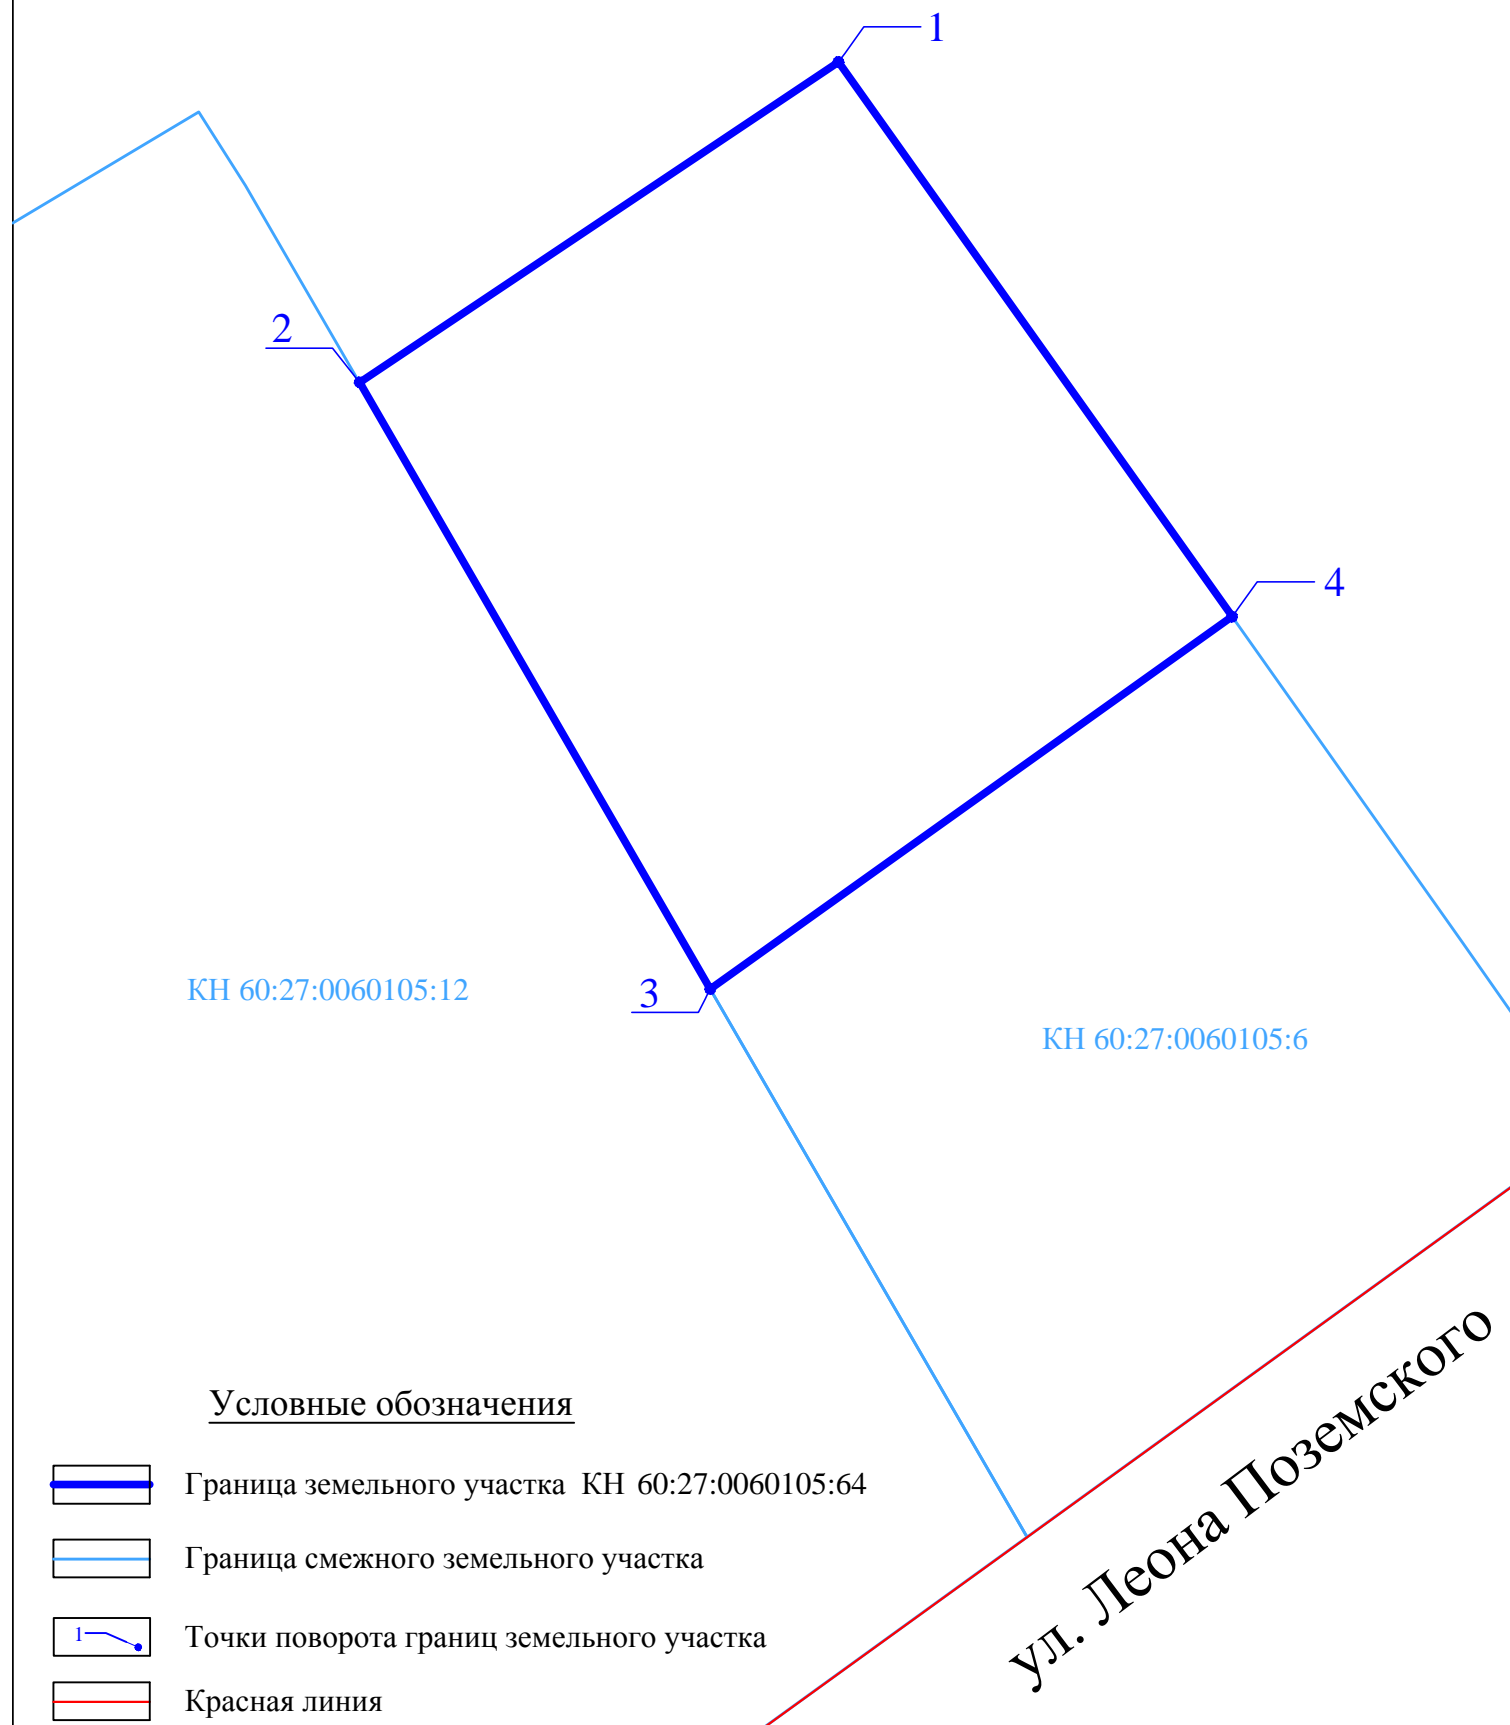 1
2
4
КН 60:27:0060105:12
3
КН 60:27:0060105:6
ул. Леона Поземского
Условные обозначения
Граница земельного участка КН 60:27:0060105:64
Граница смежного земельного участка
1
Точки поворота границ земельного участка
Красная линия